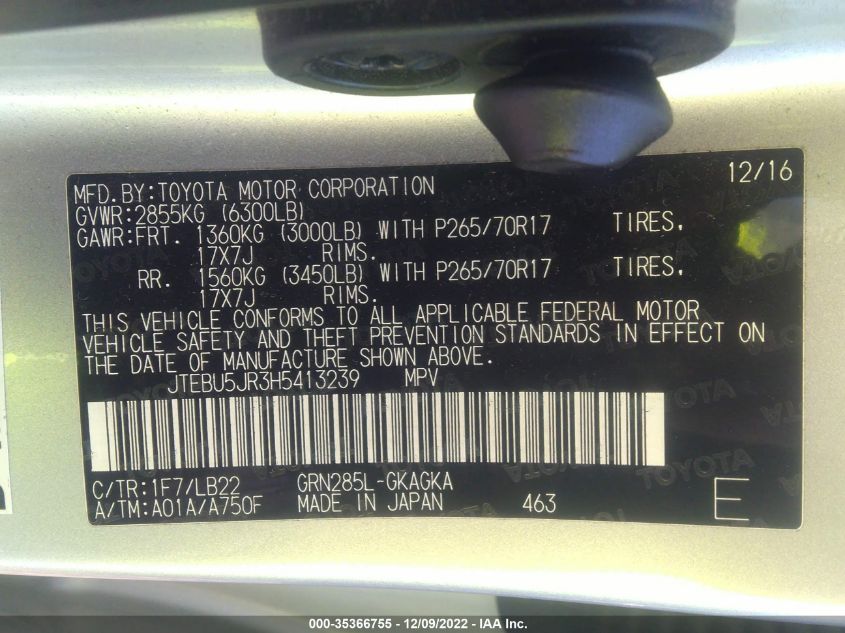 12/16
MFD.BY:TOYOTA MOTOR CORPORATION
GVWR:2855KG (6300LB)
GAWR:FRT. 1360KG (3000LB) WITH P265/70R17 TIRES,
17X7J RIMS.
RR. 1560KG (3450LB) WITH P265/70R17 TIRES,
17X7J RIMS.
THIS VEHICLE CONFORMS TO ALL APPLICABLE FEDERAL MOTOR
VEHICLE SAFETY AND THEFT PREVENTION STANDARDS IN EFFECT ON
THE DATE OF MANUFACTURE SHOWN ABOVE.
JTEBU5JR3H5413239 MPV
C/TR:1F7/LB22 GRN285L-GKAGKA
A/TM:A01A/A750F MADE IN JAPAN 463 E
TOYOTA
000-35366755 - 12/09/2022 - IAA Inc.